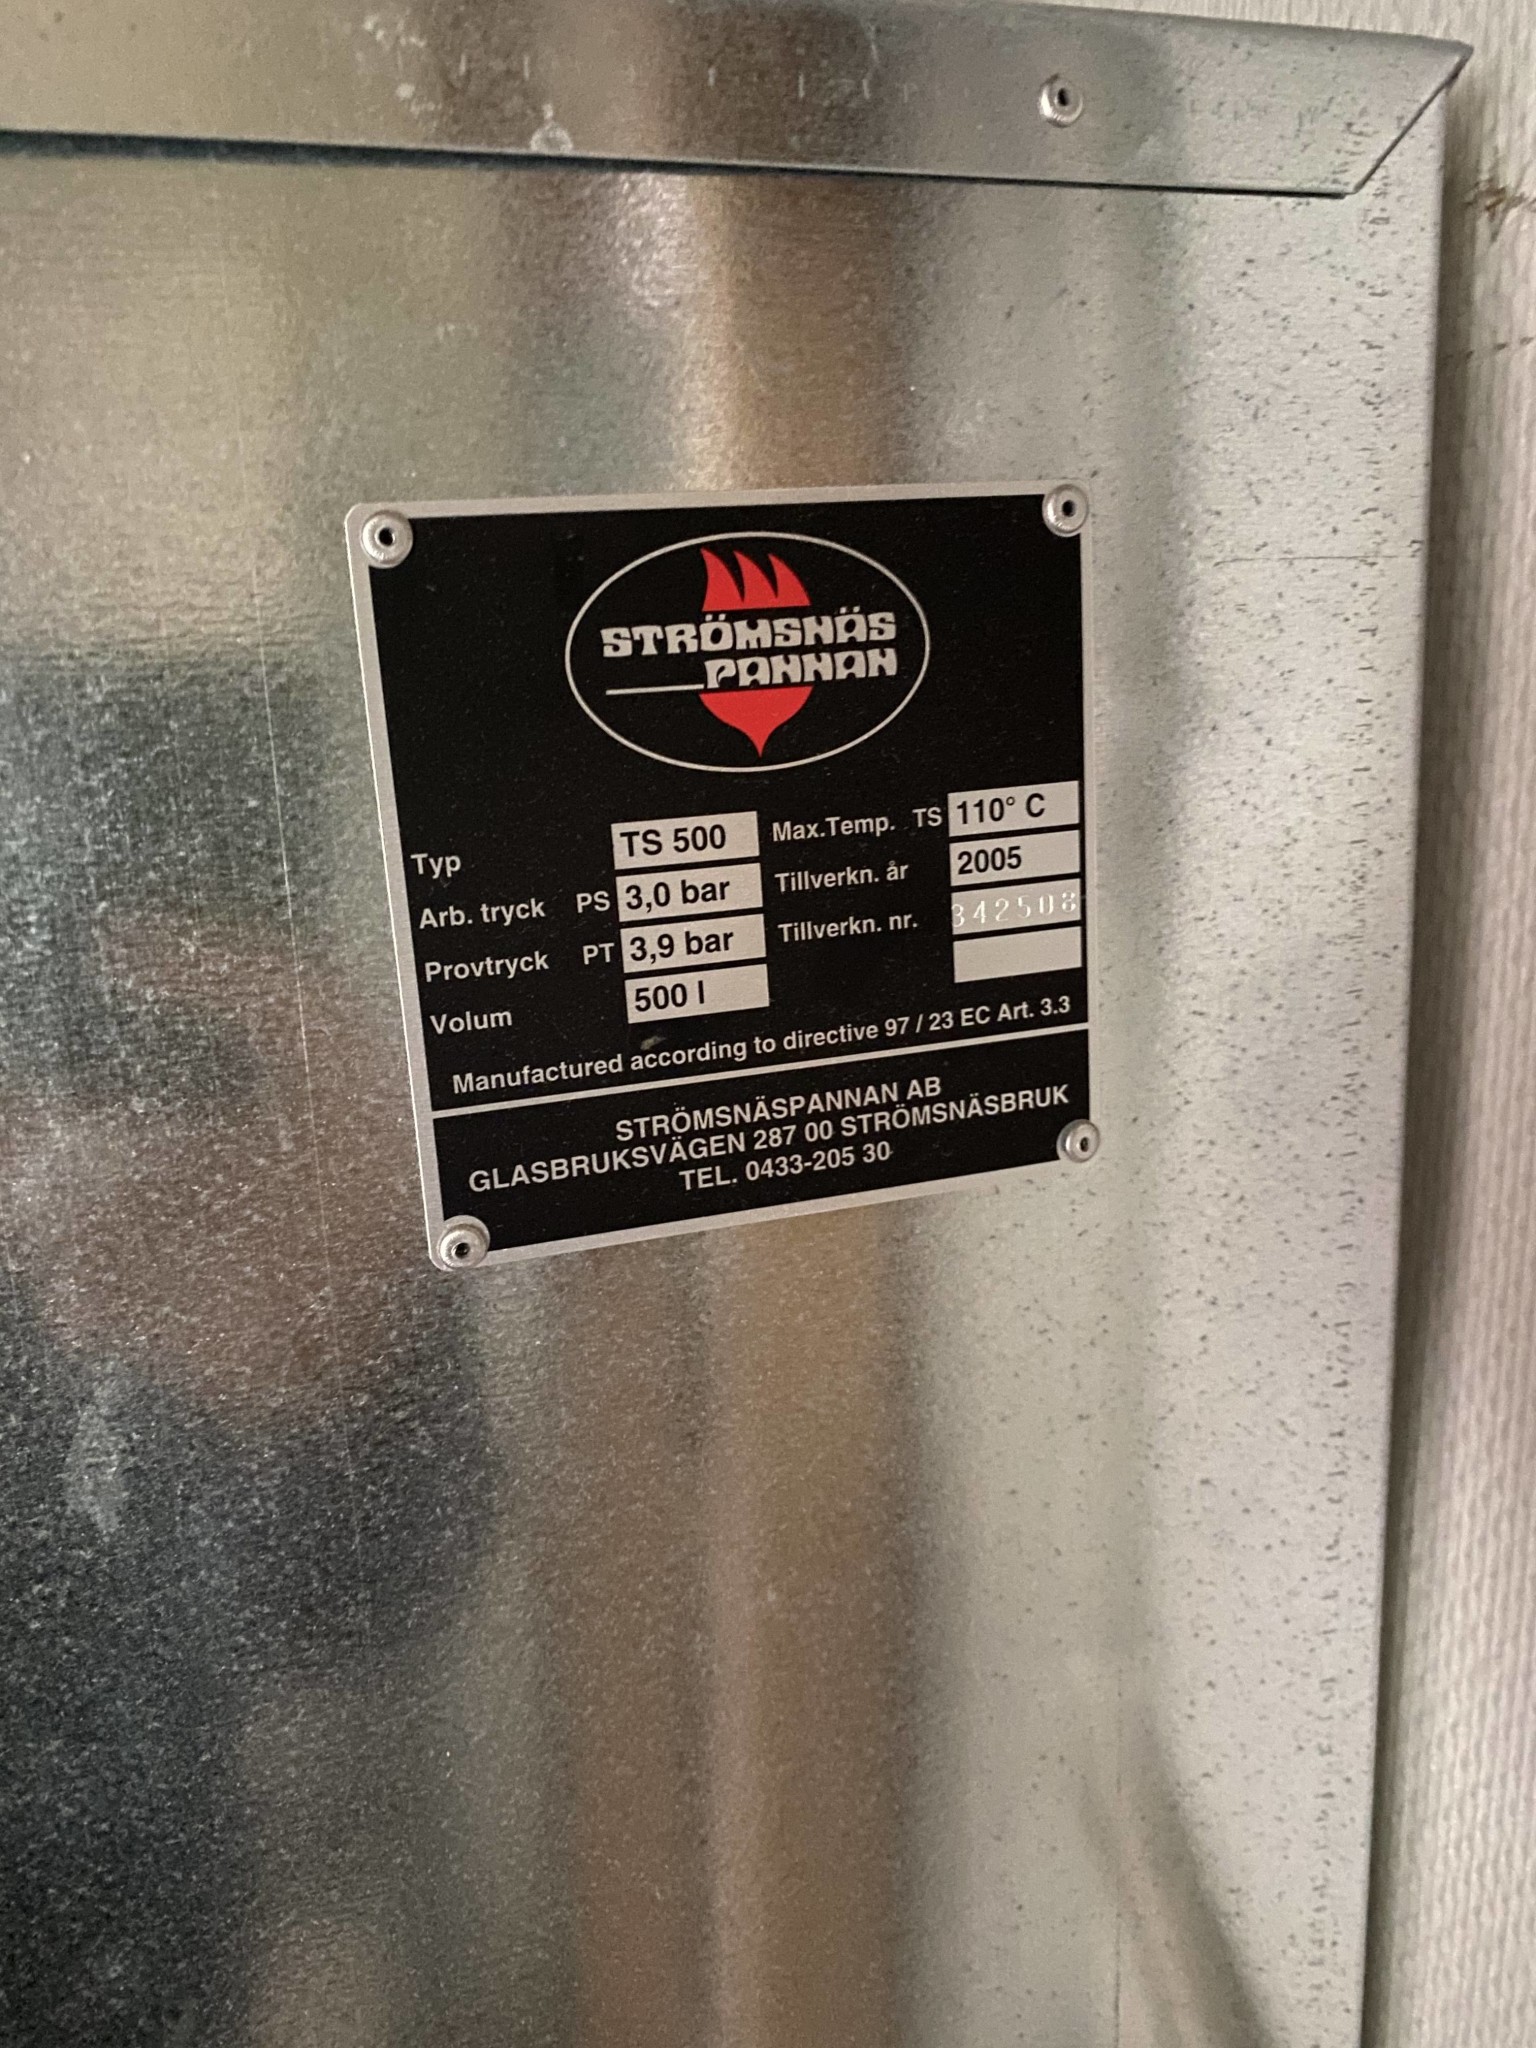 STRÖMSNÄS
PANNAN
Typ TS 500 Max.Temp. TS 110° C
Arb. tryck PS 3,0 bar Tillverkn. år 2005
Provtryck PT 3,9 bar Tillverkn. nr. 342508
Volum 500 l
Manufactured according to directive 97 / 23 EC Art. 3.3
STRÖMSNÄSPANNAN AB
GLASBRUKSVÄGEN 287 00 STRÖMSNÄSBRUK
TEL. 0433-205 30